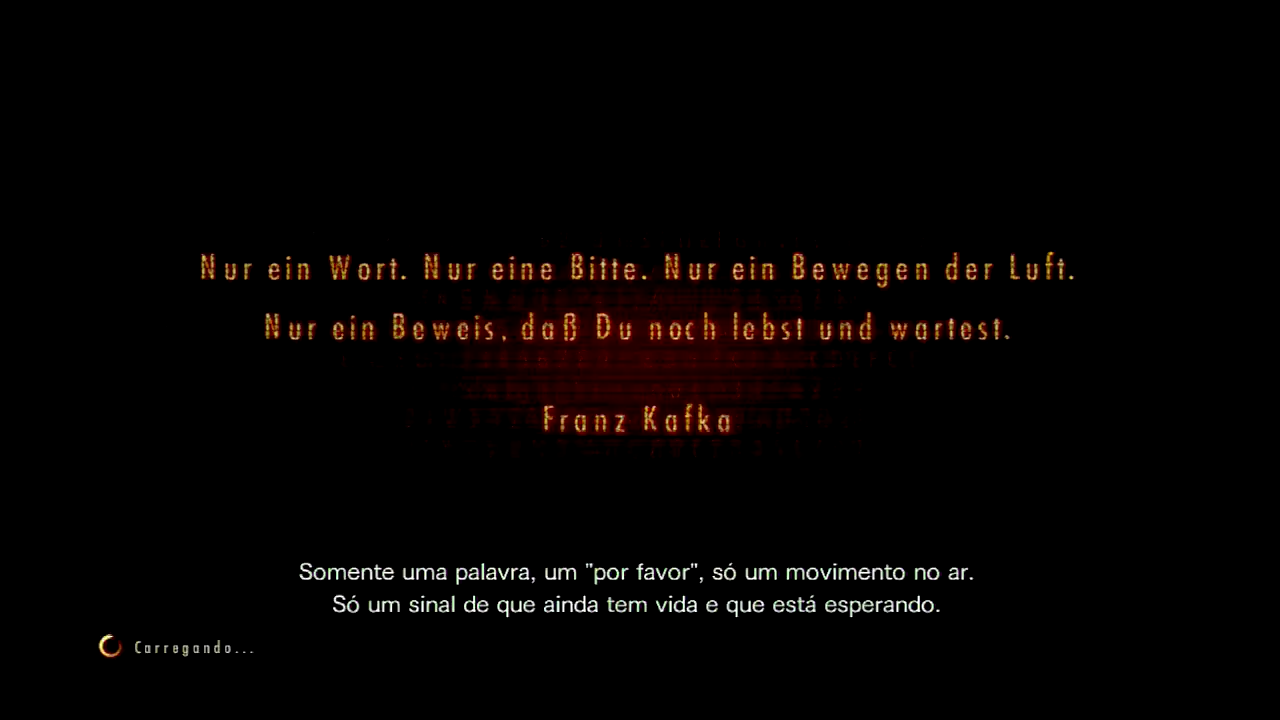 Nur ein Wort. Nur eine Bitte. Nur ein Bewegen der Luft.
Nur ein Beweis, daß Du noch lebst und wartest.
Franz Kafka
Somente uma palavra, um "por favor", só um movimento no ar.
Só um sinal de que ainda tem vida e que está esperando.
Carregando...